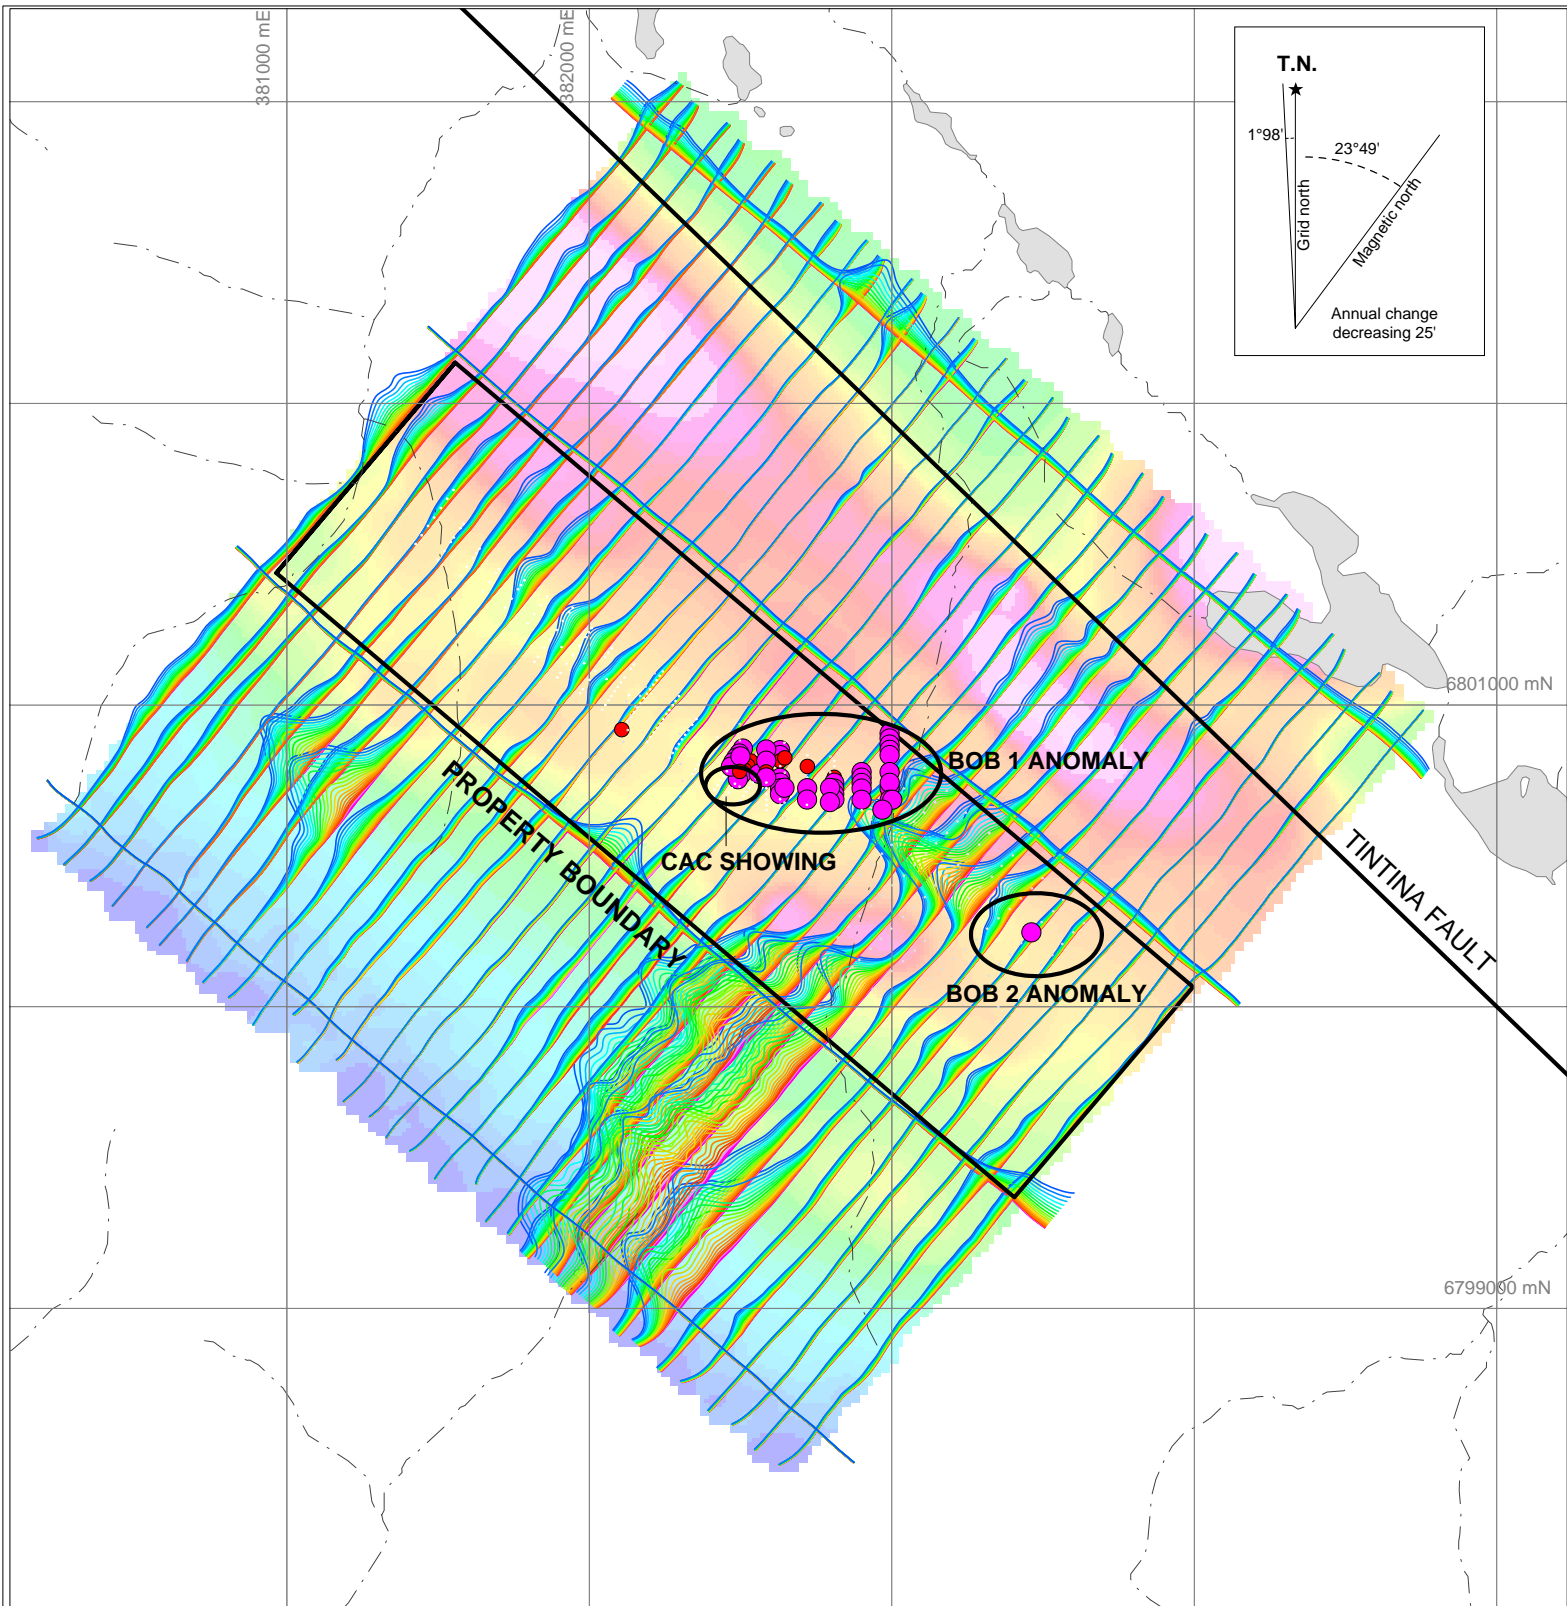 381000 mE
382000 mE
T.N.
1°98'
23°49'
Grid north
Magnetic north
Annual change
decreasing 25'
6801000 mN
BOB 1 ANOMALY
PROPERTY BOUNDARY
CAC SHOWING
TINTINA FAULT
BOB 2 ANOMALY
6799000 mN